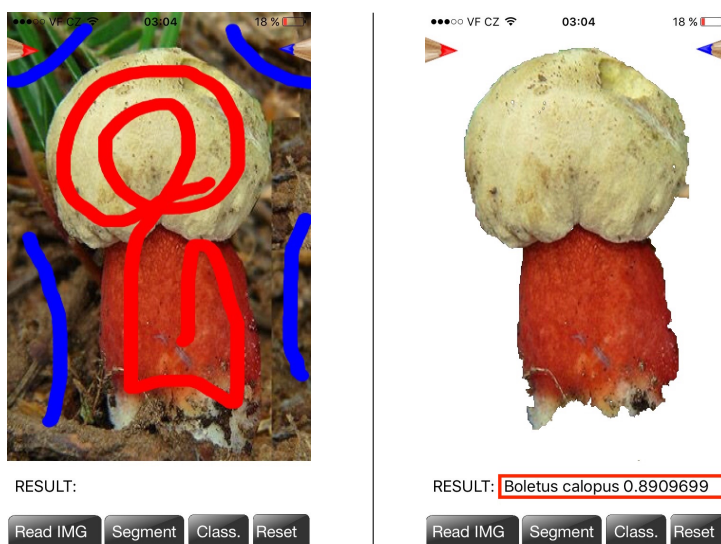 VF CZ 03:04 18 %
RESULT:
Read IMG Segment Class. Reset
VF CZ 03:04 18 %
RESULT: Boletus calopus 0.8909699
Read IMG Segment Class. Reset